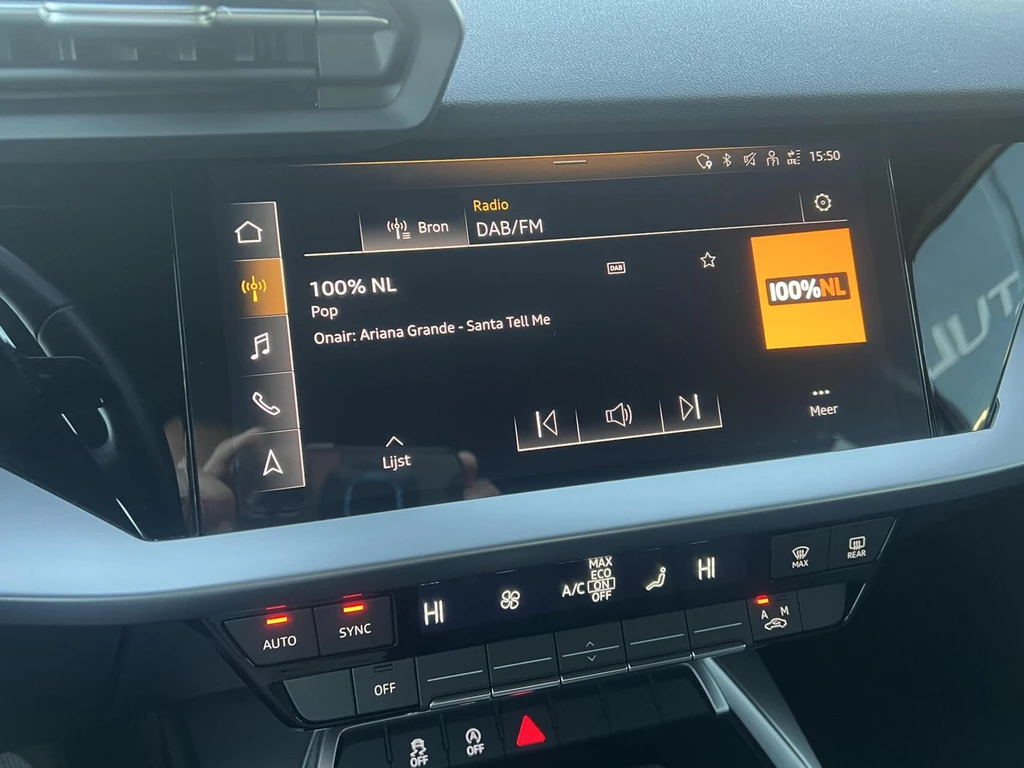 LTE 15:50
Radio
Bron DAB/FM
100% NL
DAB
Pop
Onair: Ariana Grande - Santa Tell Me
100%NL
Meer
Lijst
MAX
ECO
HI A/C ON HI
OFF
MAX
REAR
AUTO
SYNC
A M
OFF
OFF
OFF